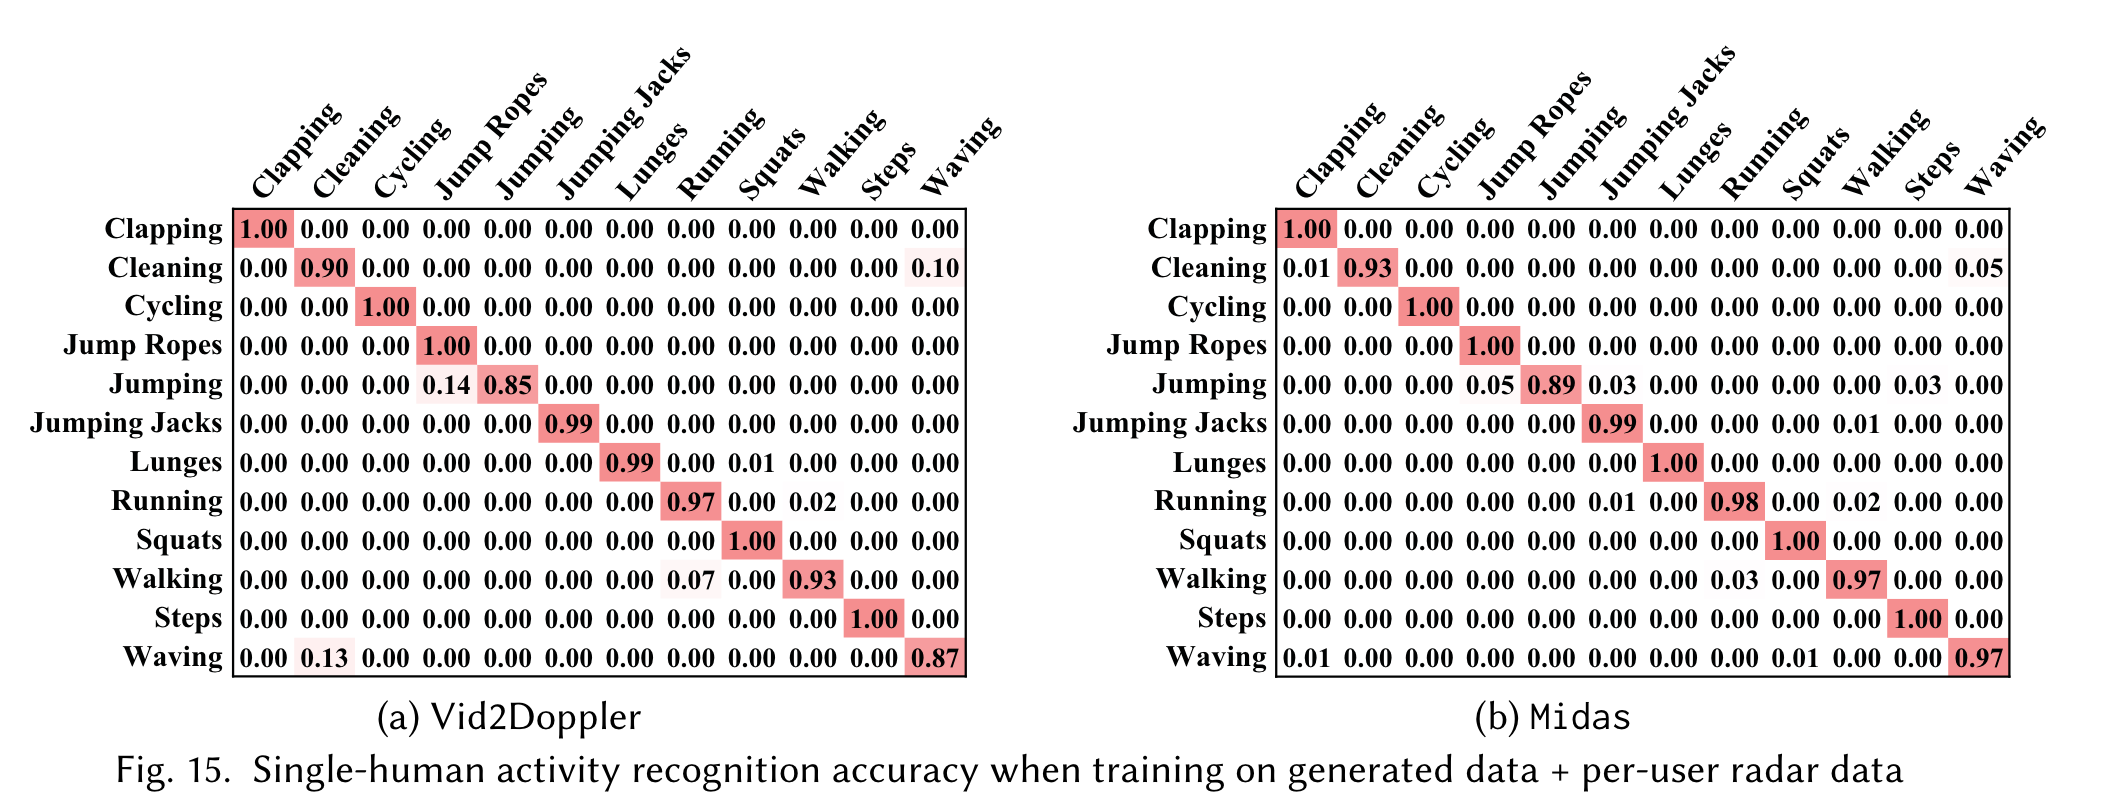 Clapping Cleaning Cycling Jump Ropes Jumping Jumping Jacks Lunges Running Squats Walking Steps Waving
Clapping 1.00 0.00 0.00 0.00 0.00 0.00 0.00 0.00 0.00 0.00 0.00 0.00
Cleaning 0.00 0.90 0.00 0.00 0.00 0.00 0.00 0.00 0.00 0.00 0.00 0.10
Cycling 0.00 0.00 1.00 0.00 0.00 0.00 0.00 0.00 0.00 0.00 0.00 0.00
Jump Ropes 0.00 0.00 0.00 1.00 0.00 0.00 0.00 0.00 0.00 0.00 0.00 0.00
Jumping 0.00 0.00 0.00 0.14 0.85 0.00 0.00 0.00 0.00 0.00 0.00 0.00
Jumping Jacks 0.00 0.00 0.00 0.00 0.00 0.99 0.00 0.00 0.00 0.00 0.00 0.00
Lunges 0.00 0.00 0.00 0.00 0.00 0.00 0.99 0.00 0.01 0.00 0.00 0.00
Running 0.00 0.00 0.00 0.00 0.00 0.00 0.00 0.97 0.00 0.02 0.00 0.00
Squats 0.00 0.00 0.00 0.00 0.00 0.00 0.00 0.00 1.00 0.00 0.00 0.00
Walking 0.00 0.00 0.00 0.00 0.00 0.00 0.00 0.07 0.00 0.93 0.00 0.00
Steps 0.00 0.00 0.00 0.00 0.00 0.00 0.00 0.00 0.00 0.00 1.00 0.00
Waving 0.00 0.13 0.00 0.00 0.00 0.00 0.00 0.00 0.00 0.00 0.00 0.87
(a) Vid2Doppler
Clapping Cleaning Cycling Jump Ropes Jumping Jumping Jacks Lunges Running Squats Walking Steps Waving
Clapping 1.00 0.00 0.00 0.00 0.00 0.00 0.00 0.00 0.00 0.00 0.00 0.00
Cleaning 0.01 0.93 0.00 0.00 0.00 0.00 0.00 0.00 0.00 0.00 0.00 0.05
Cycling 0.00 0.00 1.00 0.00 0.00 0.00 0.00 0.00 0.00 0.00 0.00 0.00
Jump Ropes 0.00 0.00 0.00 1.00 0.00 0.00 0.00 0.00 0.00 0.00 0.00 0.00
Jumping 0.00 0.00 0.00 0.05 0.89 0.03 0.00 0.00 0.00 0.00 0.03 0.00
Jumping Jacks 0.00 0.00 0.00 0.00 0.00 0.99 0.00 0.00 0.00 0.01 0.00 0.00
Lunges 0.00 0.00 0.00 0.00 0.00 0.00 1.00 0.00 0.00 0.00 0.00 0.00
Running 0.00 0.00 0.00 0.00 0.00 0.01 0.00 0.98 0.00 0.02 0.00 0.00
Squats 0.00 0.00 0.00 0.00 0.00 0.00 0.00 0.00 1.00 0.00 0.00 0.00
Walking 0.00 0.00 0.00 0.00 0.00 0.00 0.00 0.03 0.00 0.97 0.00 0.00
Steps 0.00 0.00 0.00 0.00 0.00 0.00 0.00 0.00 0.00 0.00 1.00 0.00
Waving 0.01 0.00 0.00 0.00 0.00 0.00 0.00 0.00 0.01 0.00 0.00 0.97
(b) Midas
Fig. 15. Single-human activity recognition accuracy when training on generated data + per-user radar data